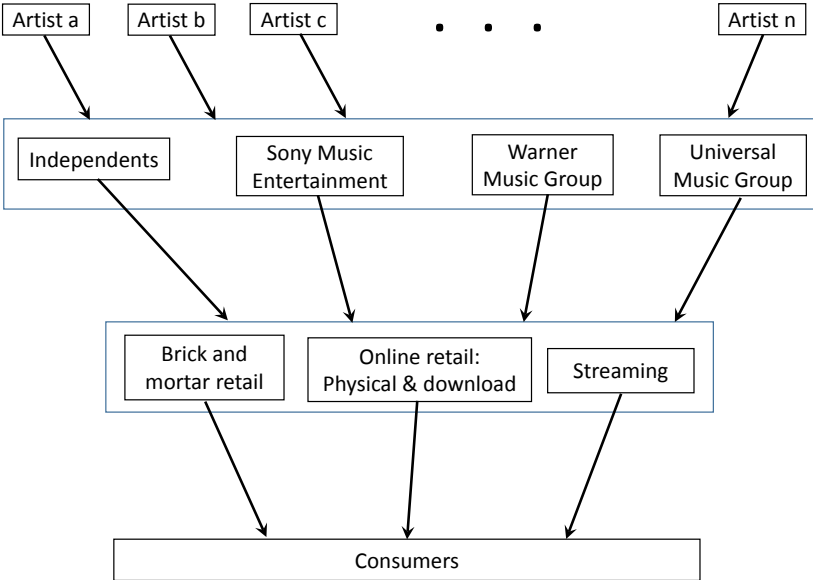 Artist a
Artist b
Artist c
. . .
Artist n
Independents
Sony Music
Entertainment
Warner
Music Group
Universal
Music Group
Brick and
mortar retail
Online retail:
Physical & download
Streaming
Consumers